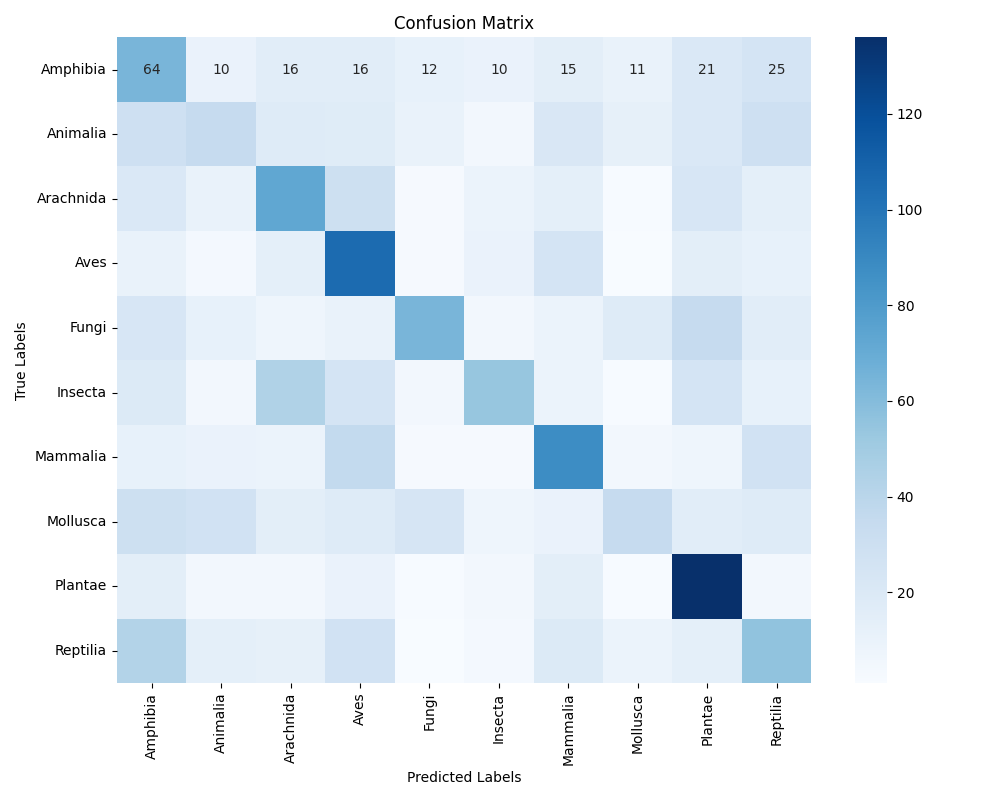 Confusion Matrix
Amphibia 64 10 16 16 12 10 15 11 21 25
Animalia
Arachnida
Aves
Fungi
Insecta
Mammalia
Mollusca
Plantae
Reptilia
True Labels
Amphibia Animalia Arachnida Aves Fungi Insecta Mammalia Mollusca Plantae Reptilia
Predicted Labels
120
100
80
60
40
20